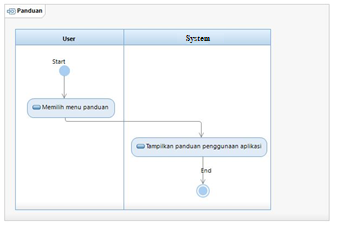 Panduan
User
System
Start
Memilih menu panduan
Tampilkan panduan penggunaan aplikasi
End